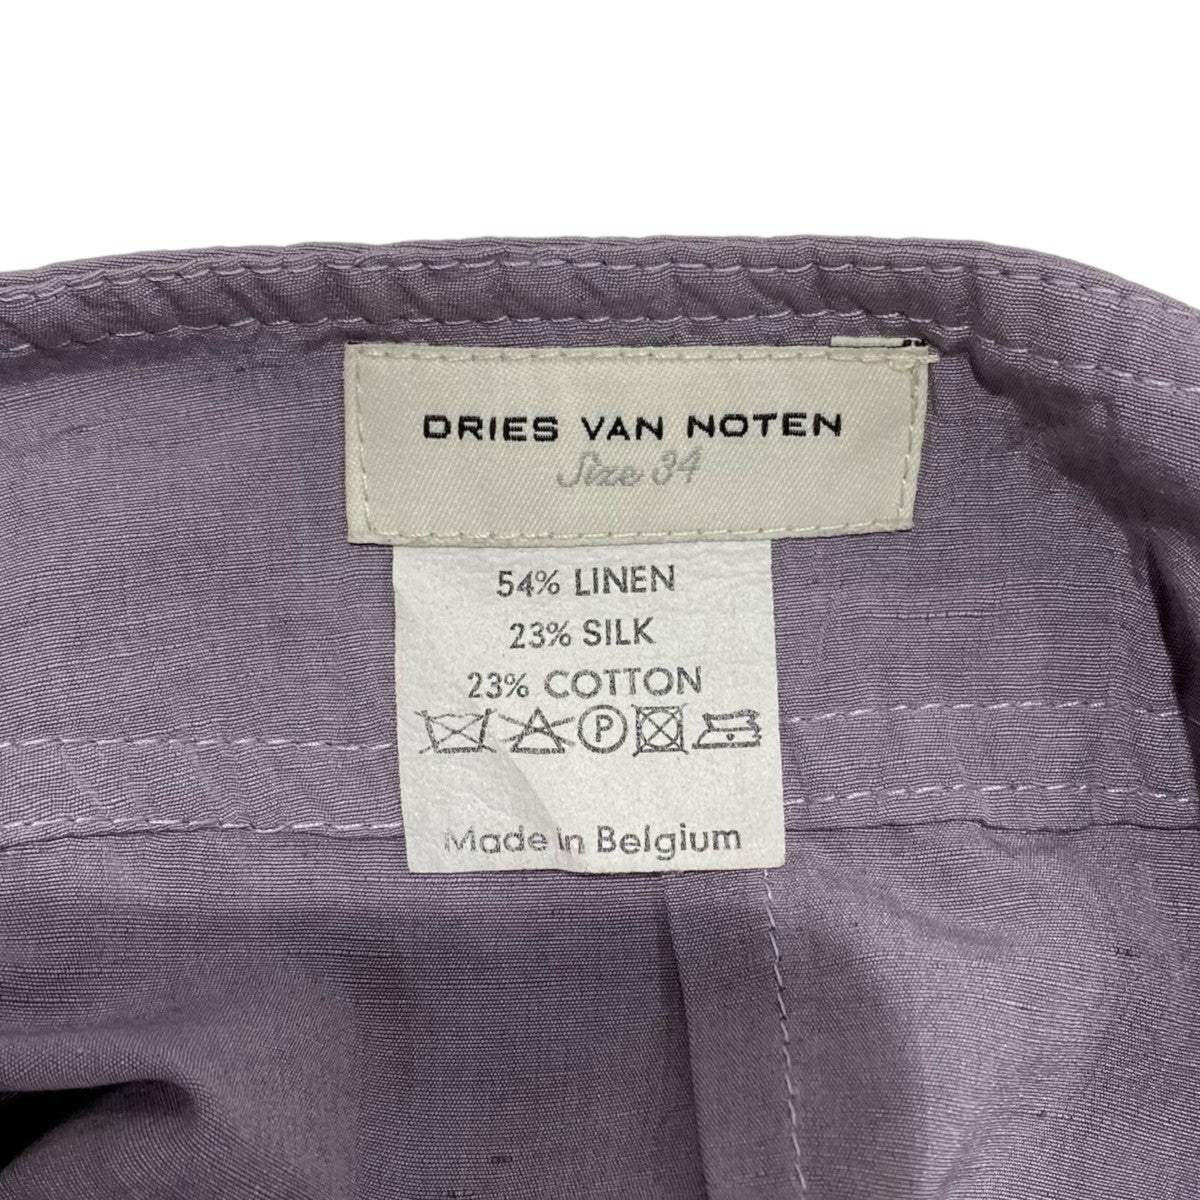 DRIES VAN NOTEN
Size 34
54% LINEN
23% SILK
23% COTTON
P
Made in Belgium